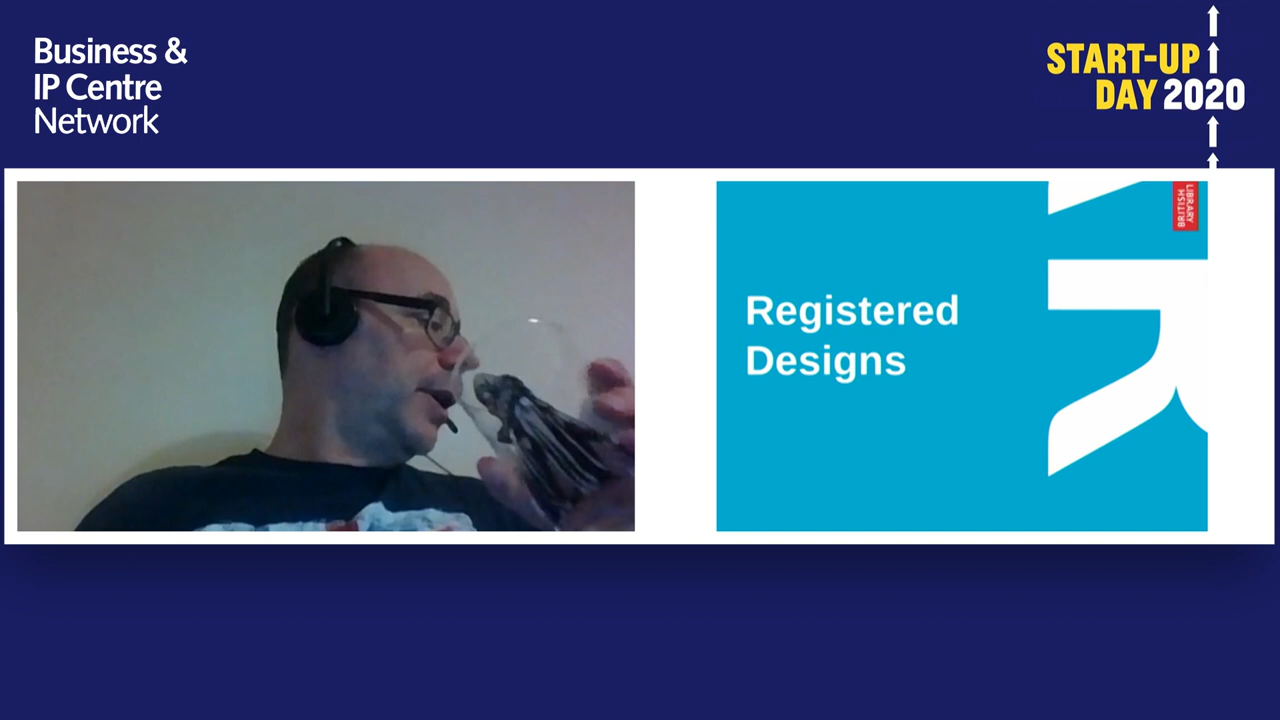 Business &
IP Centre
Network
START-UP
DAY 2020
BRITISH
LIBRARY
Registered
Designs